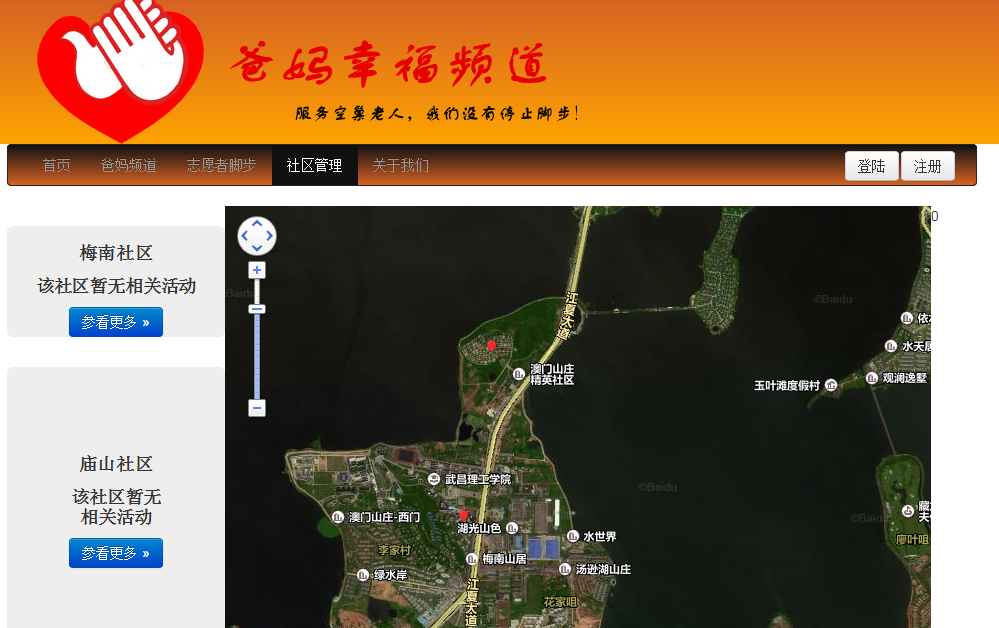 爸妈幸福频道
服务空巢老人，我们没有停止脚步！
首页 爸妈频道 志愿者脚步 社区管理 关于我们 登陆 注册
梅南社区
该社区暂无相关活动
参看更多 »
庙山社区
该社区暂无
相关活动
参看更多 »
0
Baidu
©Baidu
江夏大道
依
水天居
澳门山庄
精英社区
玉叶滩度假村
观澜逸墅
武昌理工学院
©Baidu
澳门山庄-西门
湖光山色
©Baidu
藏
夫
水世界
廖叶咀
李家村
梅南山居
绿水岸
汤逊湖山庄
江夏大道
花家咀